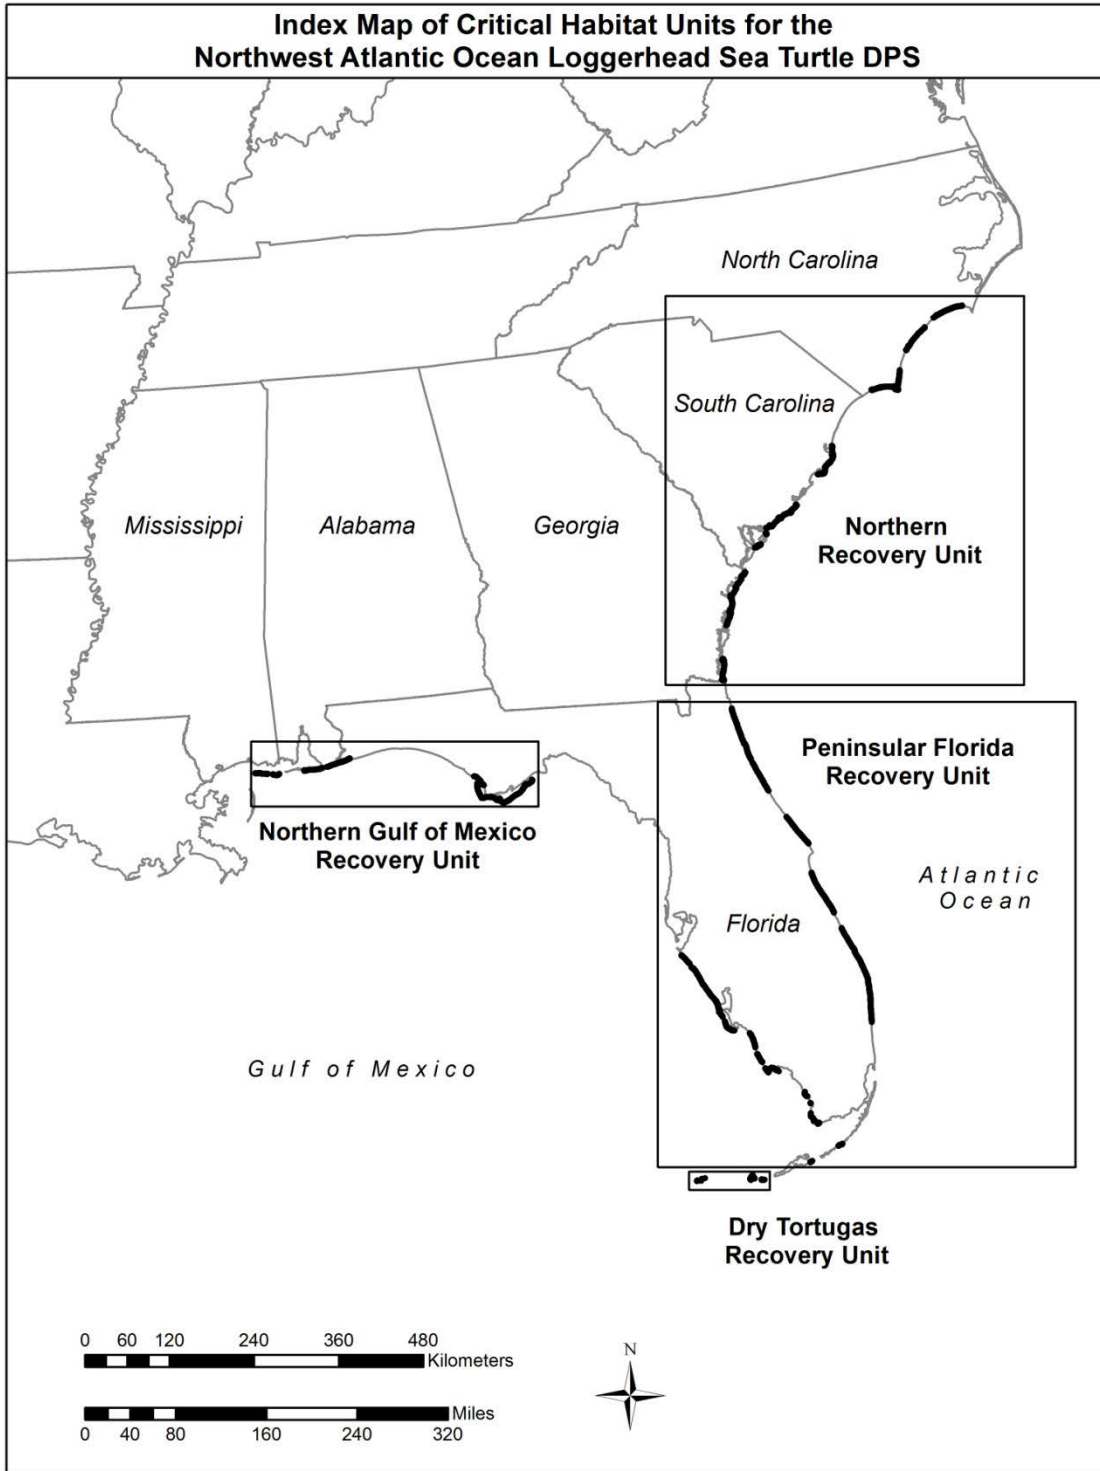 Index Map of Critical Habitat Units for the
Northwest Atlantic Ocean Loggerhead Sea Turtle DPS
North Carolina
South Carolina
Mississippi
Alabama
Georgia
Northern
Recovery Unit
Peninsular Florida
Recovery Unit
Northern Gulf of Mexico
Recovery Unit
Atlantic
Ocean
Florida
Gulf of Mexico
Dry Tortugas
Recovery Unit
0 60 120 240 360 480
Kilometers
N
Miles
0 40 80 160 240 320